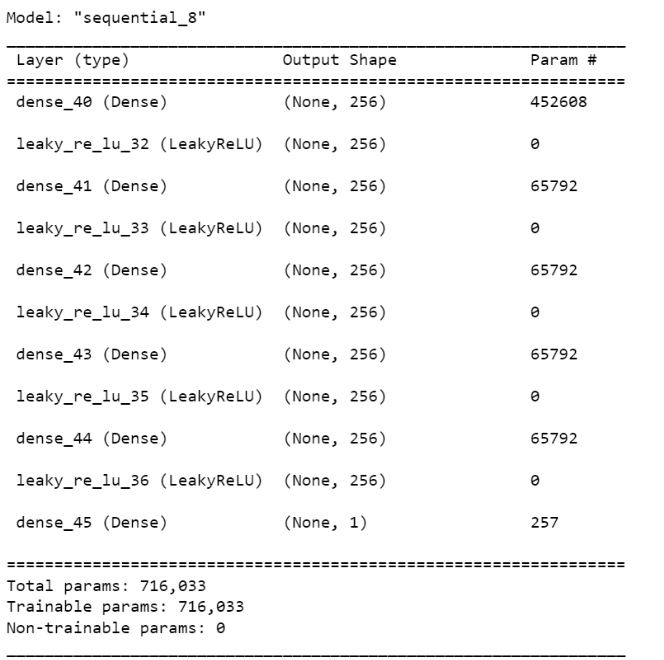 Model: "sequential_8"
Layer (type) Output Shape Param #
dense_40 (Dense) (None, 256) 452608
leaky_re_lu_32 (LeakyReLU) (None, 256) 0
dense_41 (Dense) (None, 256) 65792
leaky_re_lu_33 (LeakyReLU) (None, 256) 0
dense_42 (Dense) (None, 256) 65792
leaky_re_lu_34 (LeakyReLU) (None, 256) 0
dense_43 (Dense) (None, 256) 65792
leaky_re_lu_35 (LeakyReLU) (None, 256) 0
dense_44 (Dense) (None, 256) 65792
leaky_re_lu_36 (LeakyReLU) (None, 256) 0
dense_45 (Dense) (None, 1) 257
Total params: 716,033
Trainable params: 716,033
Non-trainable params: 0